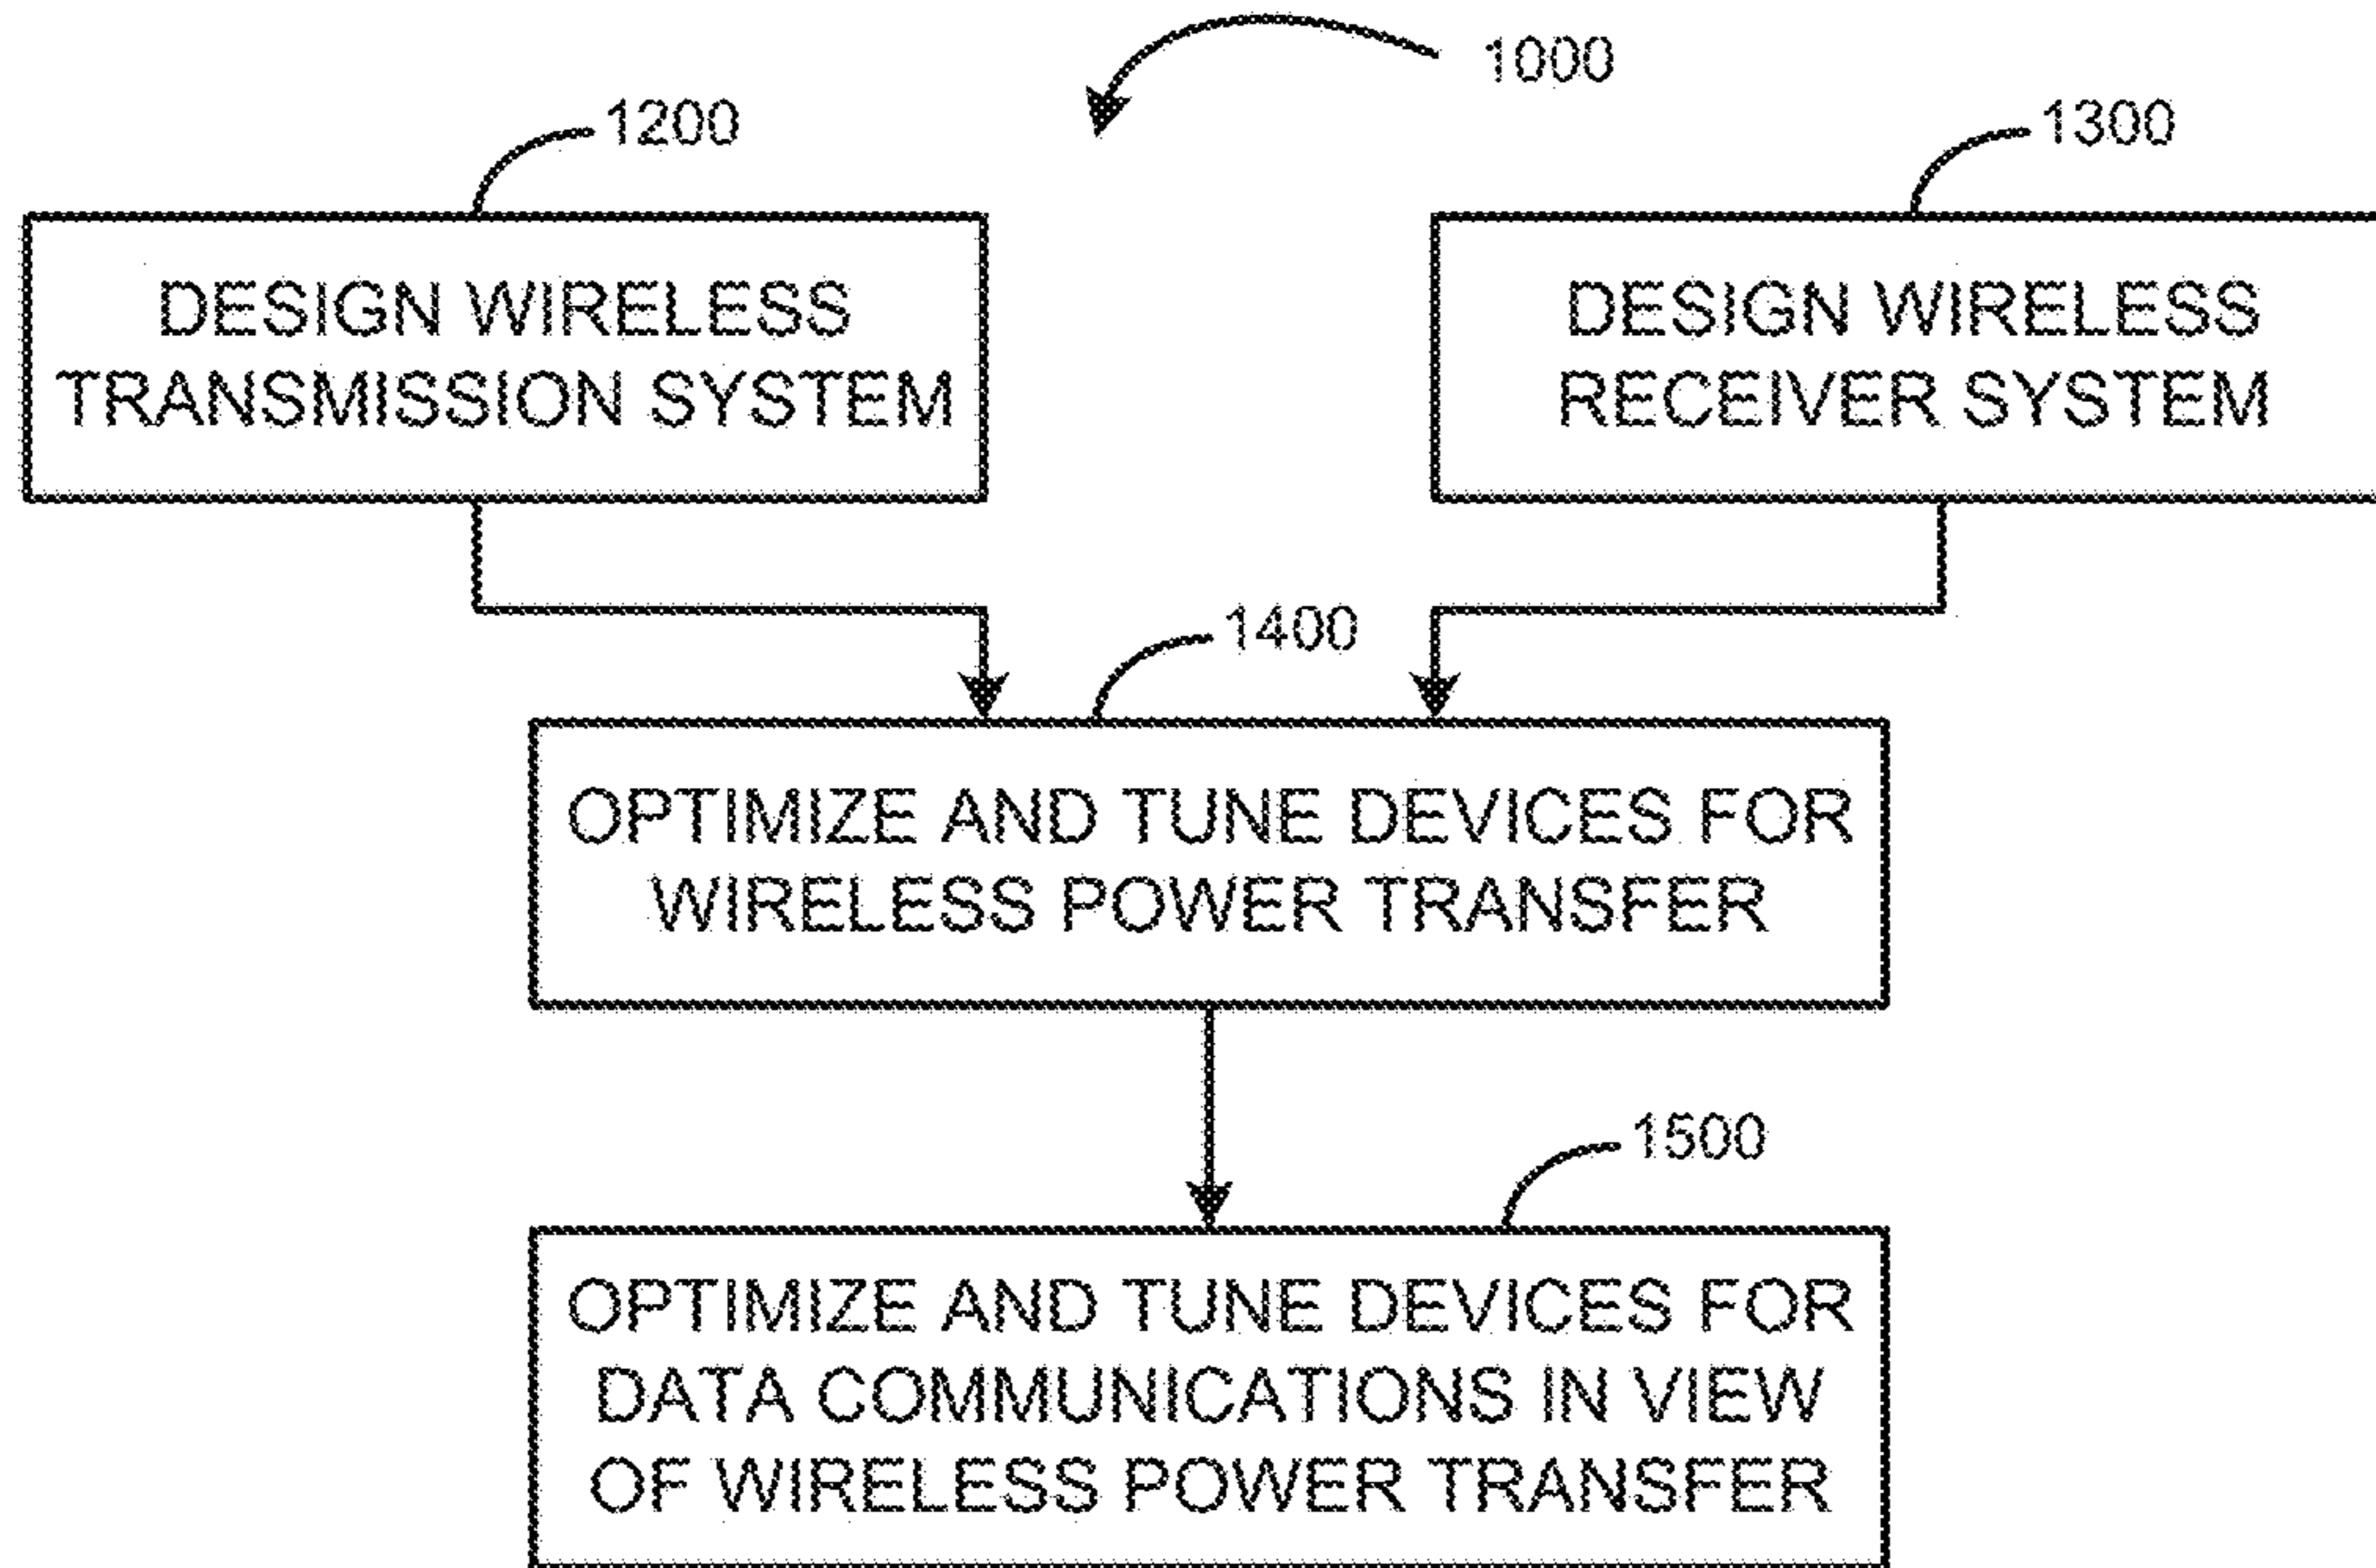 1000
1200
1300
DESIGN WIRELESS
TRANSMISSION SYSTEM
DESIGN WIRELESS
RECEIVER SYSTEM
1400
OPTIMIZE AND TUNE DEVICES FOR
WIRELESS POWER TRANSFER
1500
OPTIMIZE AND TUNE DEVICES FOR
DATA COMMUNICATIONS IN VIEW
OF WIRELESS POWER TRANSFER